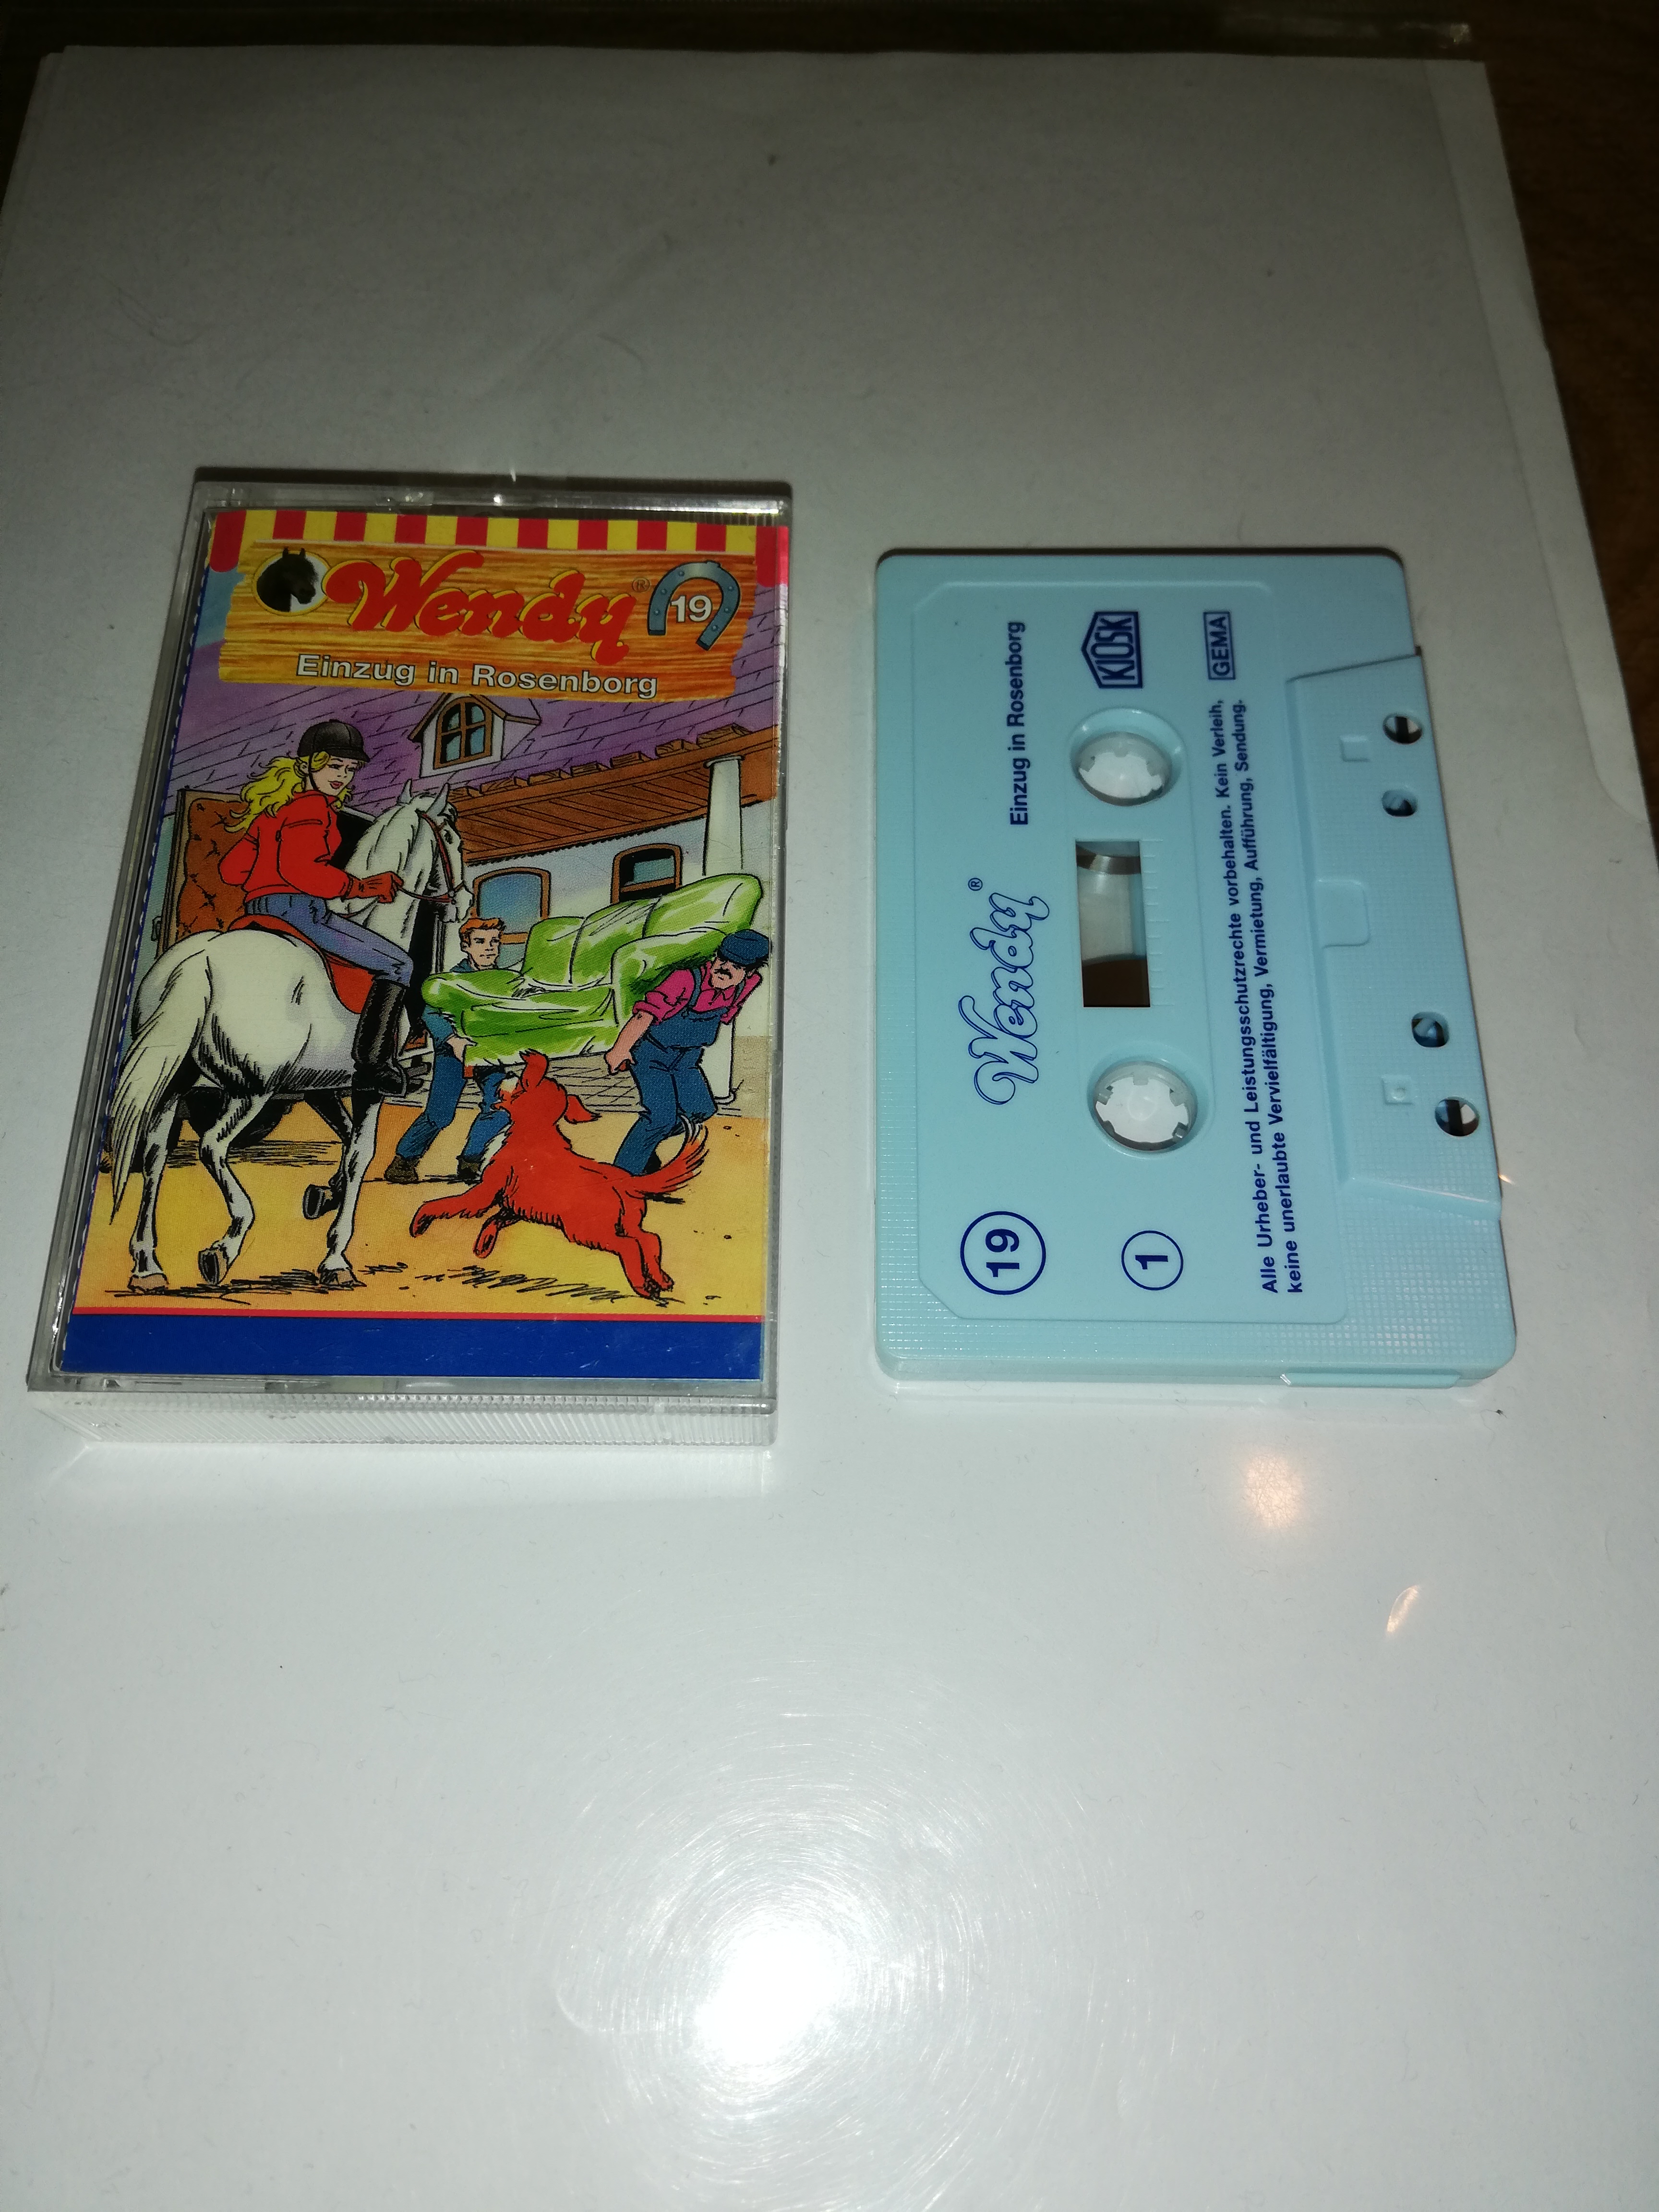 Wendy®
19
Einzug in Rosenborg
19
Wendy®
Einzug in Rosenborg
1
KIOSK
Alle Urheber- und Leistungsschutzrechte vorbehalten. Kein Verleih,
keine unerlaubte Vervielfältigung, Vermietung, Aufführung, Sendung.
GEMA